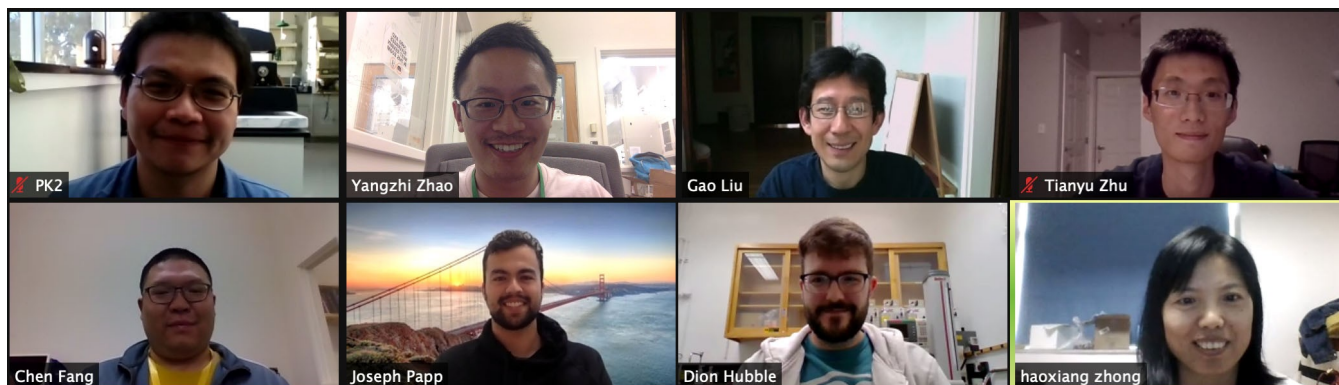 PK2
Yangzhi Zhao
Gao Liu
Tianyu Zhu
Chen Fang
Joseph Papp
Dion Hubble
haoxiang zhong